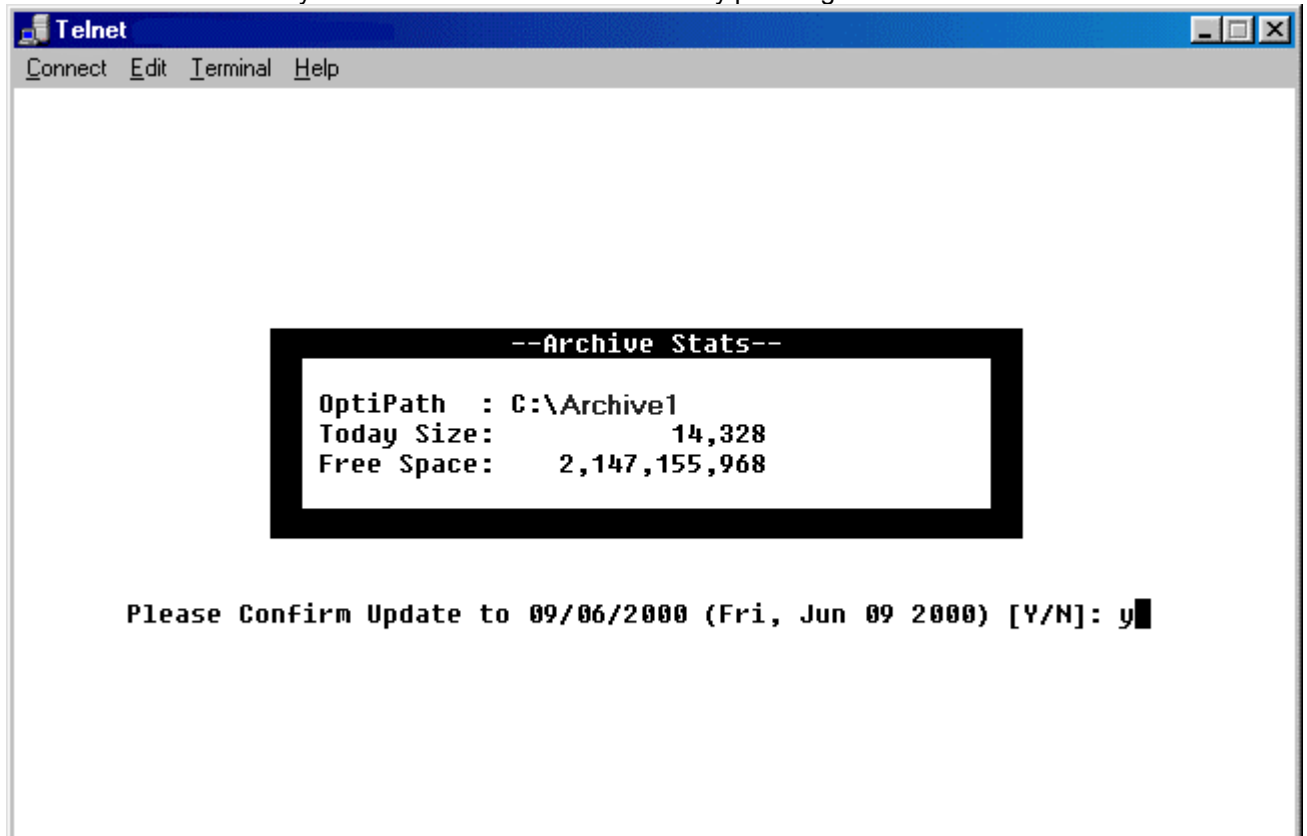 Telnet
Connect Edit Terminal Help
--Archive Stats--
OptiPath : C:\Archive1
Today Size: 14,328
Free Space: 2,147,155,968
Please Confirm Update to 09/06/2000 (Fri, Jun 09 2000) [Y/N]: y